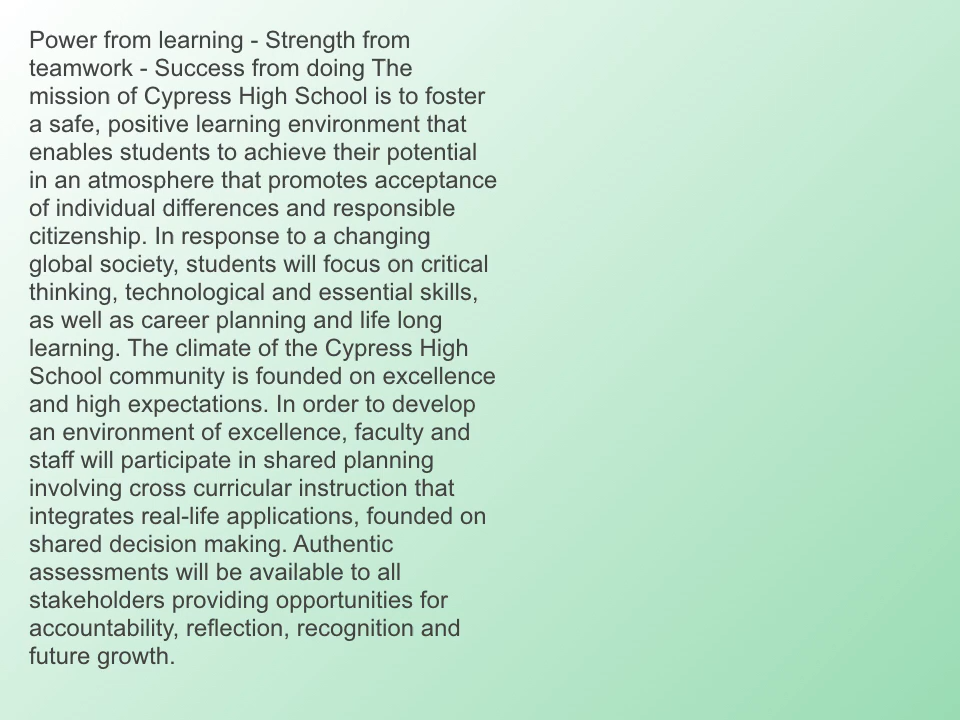 Power from learning - Strength from
teamwork - Success from doing The
mission of Cypress High School is to foster
a safe, positive learning environment that
enables students to achieve their potential
in an atmosphere that promotes acceptance
of individual differences and responsible
citizenship. In response to a changing
global society, students will focus on critical
thinking, technological and essential skills,
as well as career planning and life long
learning. The climate of the Cypress High
School community is founded on excellence
and high expectations. In order to develop
an environment of excellence, faculty and
staff will participate in shared planning
involving cross curricular instruction that
integrates real-life applications, founded on
shared decision making. Authentic
assessments will be available to all
stakeholders providing opportunities for
accountability, reflection, recognition and
future growth.